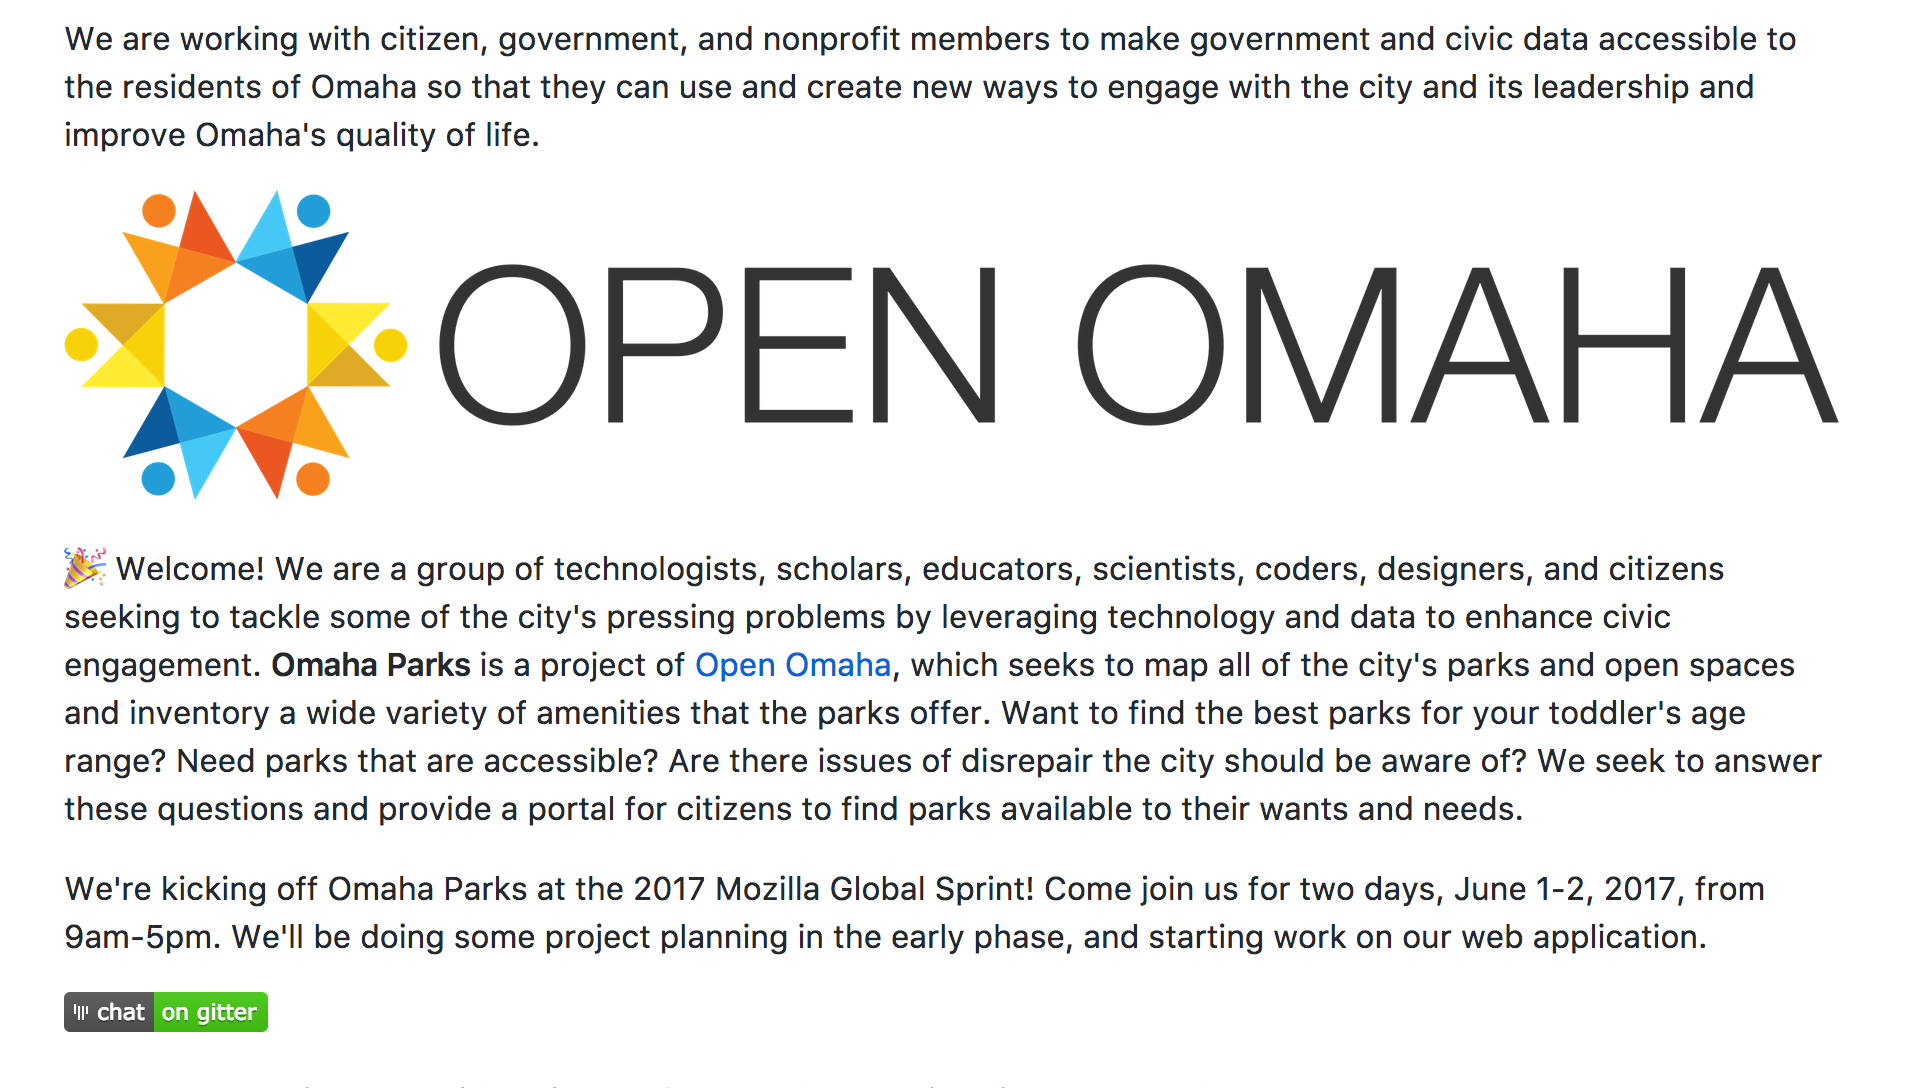 We are working with citizen, government, and nonprofit members to make government and civic data accessible to
the residents of Omaha so that they can use and create new ways to engage with the city and its leadership and
improve Omaha's quality of life.
OPEN OMAHA
🎉 Welcome! We are a group of technologists, scholars, educators, scientists, coders, designers, and citizens
seeking to tackle some of the city's pressing problems by leveraging technology and data to enhance civic
engagement. Omaha Parks is a project of Open Omaha, which seeks to map all of the city's parks and open spaces
and inventory a wide variety of amenities that the parks offer. Want to find the best parks for your toddler's age
range? Need parks that are accessible? Are there issues of disrepair the city should be aware of? We seek to answer
these questions and provide a portal for citizens to find parks available to their wants and needs.
We're kicking off Omaha Parks at the 2017 Mozilla Global Sprint! Come join us for two days, June 1-2, 2017, from
9am-5pm. We'll be doing some project planning in the early phase, and starting work on our web application.
chat on gitter